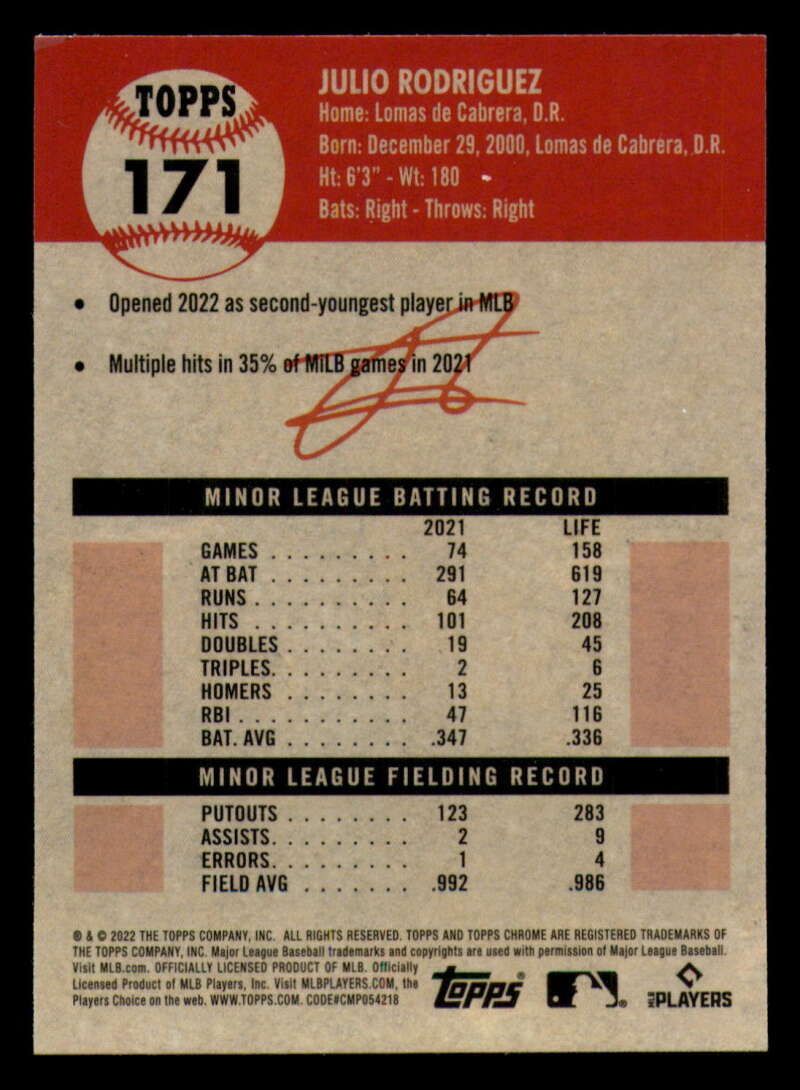 TOPPS
171
JULIO RODRIGUEZ
Home: Lomas de Cabrera, D.R.
Born: December 29, 2000, Lomas de Cabrera, D.R.
Ht: 6'3" - Wt: 180
Bats: Right - Throws: Right
• Opened 2022 as second-youngest player in MLB
• Multiple hits in 35% of MiLB games in 2021
MINOR LEAGUE BATTING RECORD
2021 LIFE
GAMES . . . . . . . . . 74 158
AT BAT . . . . . . . . . 291 619
RUNS . . . . . . . . . . 64 127
HITS . . . . . . . . . . 101 208
DOUBLES . . . . . . . . 19 45
TRIPLES. . . . . . . . . 2 6
HOMERS . . . . . . . . 13 25
RBI . . . . . . . . . . . 47 116
BAT. AVG . . . . . . . . .347 .336
MINOR LEAGUE FIELDING RECORD
PUTOUTS . . . . . . . . 123 283
ASSISTS. . . . . . . . . 2 9
ERRORS. . . . . . . . . 1 4
FIELD AVG . . . . . . . .992 .986
® & © 2022 THE TOPPS COMPANY, INC. ALL RIGHTS RESERVED. TOPPS AND TOPPS CHROME ARE REGISTERED TRADEMARKS OF
THE TOPPS COMPANY, INC. Major League Baseball trademarks and copyrights are used with permission of Major League Baseball.
Visit MLB.com. OFFICIALLY LICENSED PRODUCT OF MLB. Officially
Licensed Product of MLB Players, Inc. Visit MLBPLAYERS.COM, the
Players Choice on the web. WWW.TOPPS.COM. CODE#CMP054218
Topps®
MLB PLAYERS